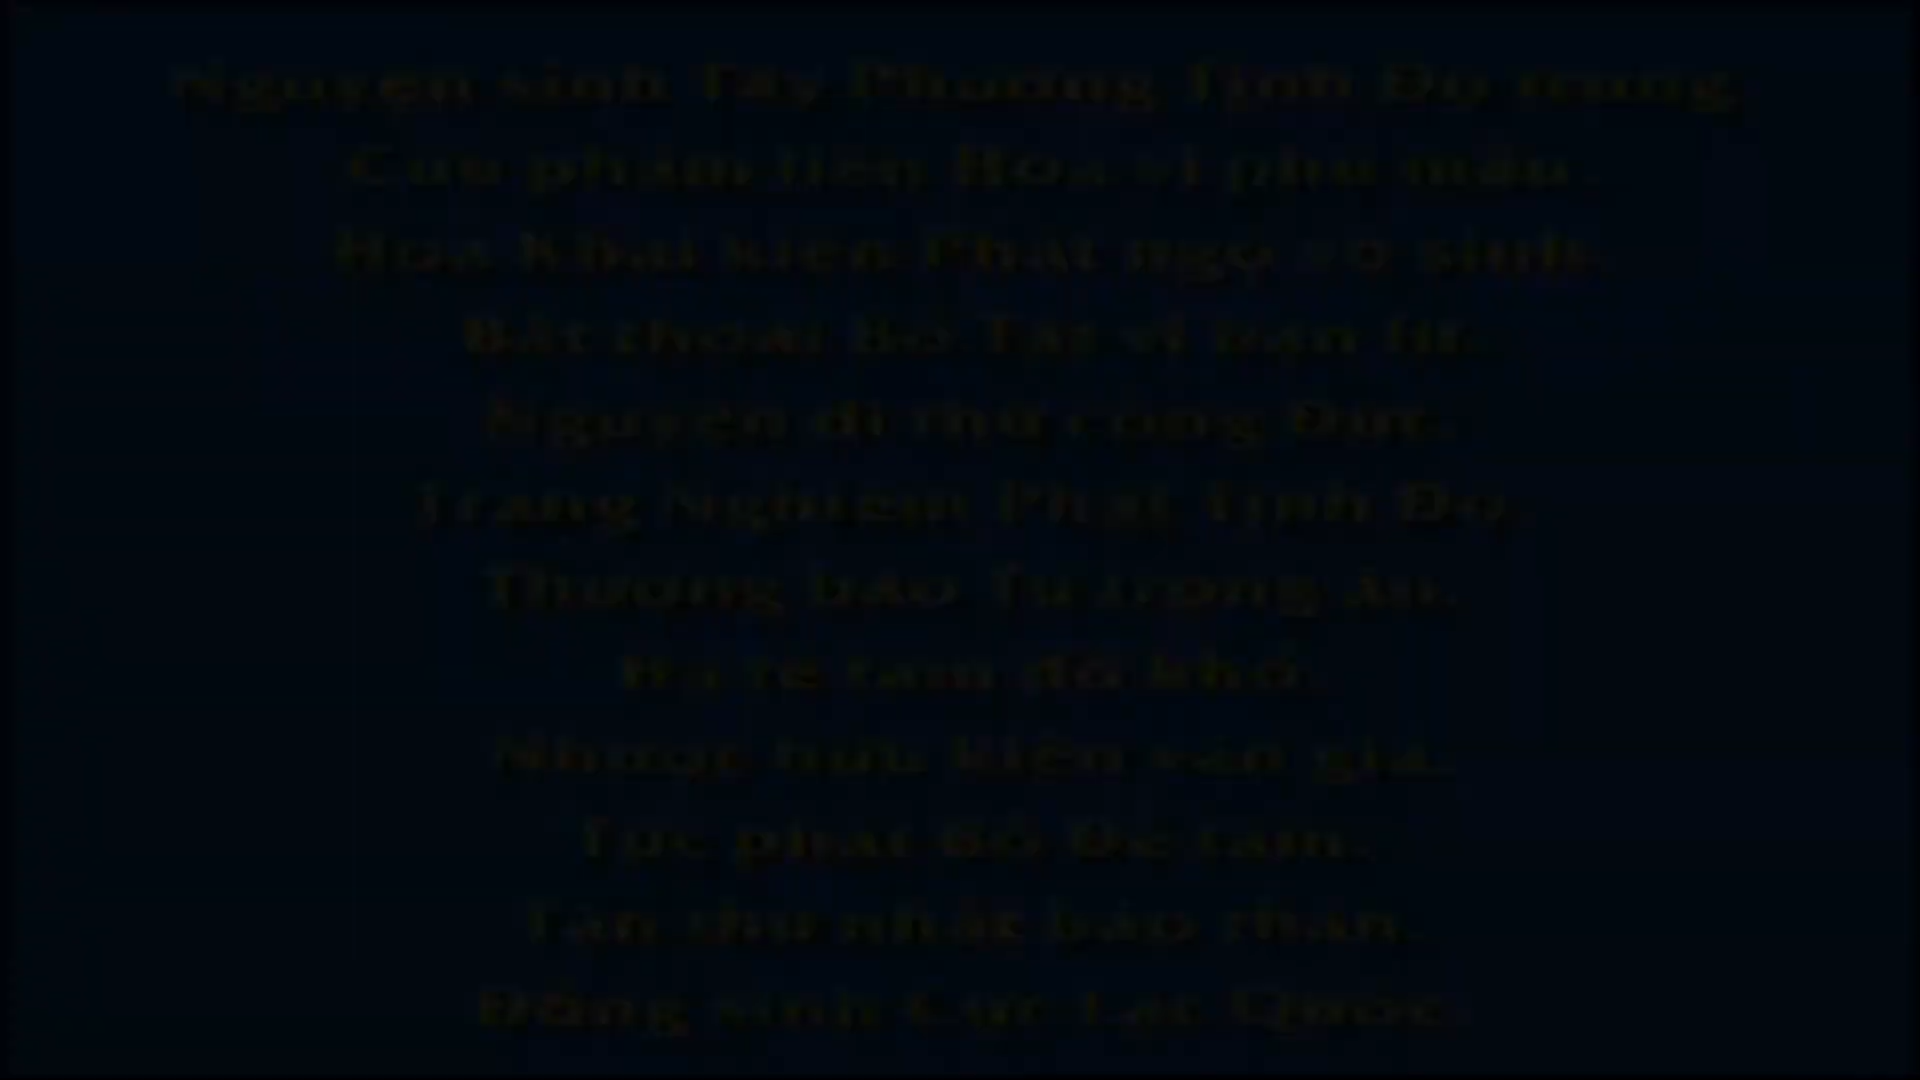 Nguyện sinh Tây Phương Tịnh Độ trung
Cửu phẩm liên Hoa vi phụ mẫu.
Hoa Khai kiến Phật ngộ vô sinh.
Bất thoái Bồ Tát vi bạn lữ.
Nguyện dĩ thử công Đức.
Trang Nghiêm Phật Tịnh Độ.
Thượng báo Tứ trọng ân.
Hạ tế tam đồ khổ.
Nhược hữu kiến văn giả.
Tức phát Bồ Đề tâm.
Tận thử nhất báo thân.
Đồng sinh Cực Lạc Quốc.